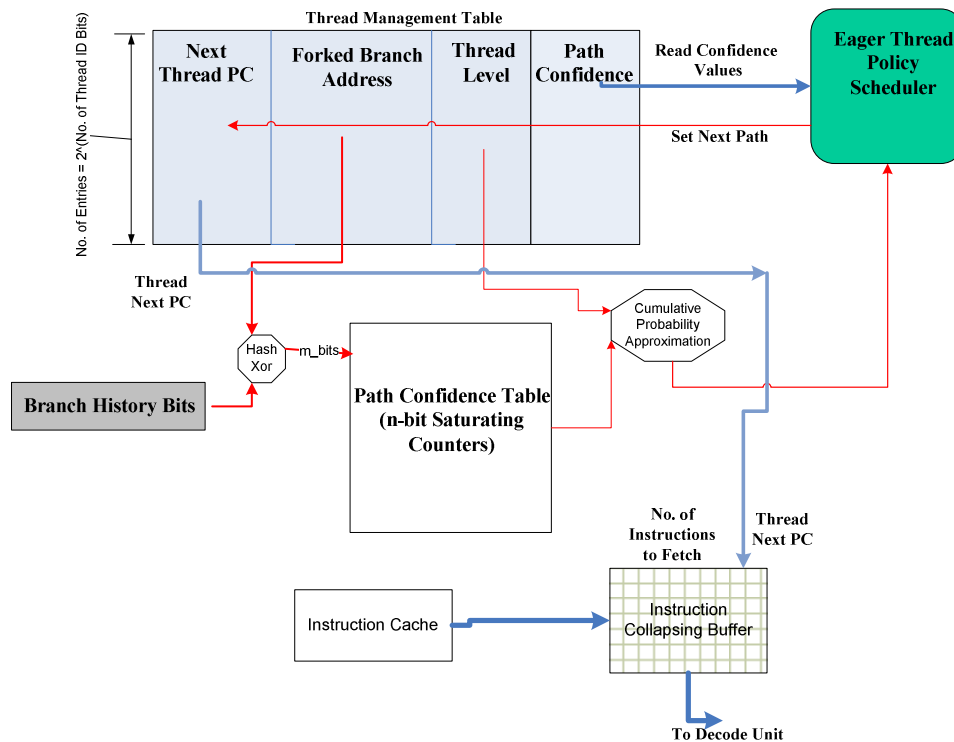 Thread Management Table
Next
Thread PC
Forked Branch
Address
Thread
Level
Path
Confidence
Read Confidence
Values
Eager Thread
Policy
Scheduler
Set Next Path
No. of Entries = 2^(No. of Thread ID Bits)
Thread
Next PC
Hash
Xor
m_bits
Cumulative
Probability
Approximation
Branch History Bits
Path Confidence Table
(n-bit Saturating
Counters)
No. of
Instructions
to Fetch
Thread
Next PC
Instruction Cache
Instruction
Collapsing Buffer
To Decode Unit